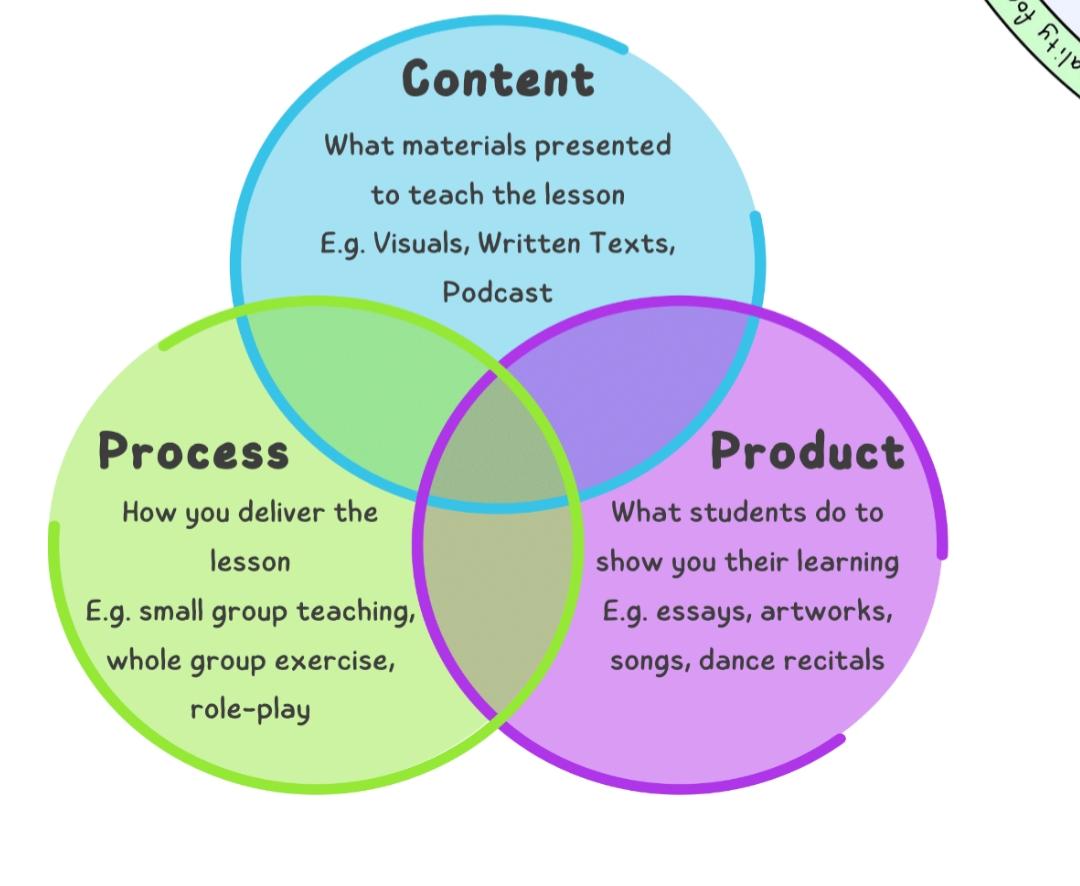 Content
What materials presented
to teach the lesson
E.g. Visuals, Written Texts,
Podcast
Process
How you deliver the
lesson
E.g. small group teaching,
whole group exercise,
role-play
Product
What students do to
show you their learning
E.g. essays, artworks,
songs, dance recitals